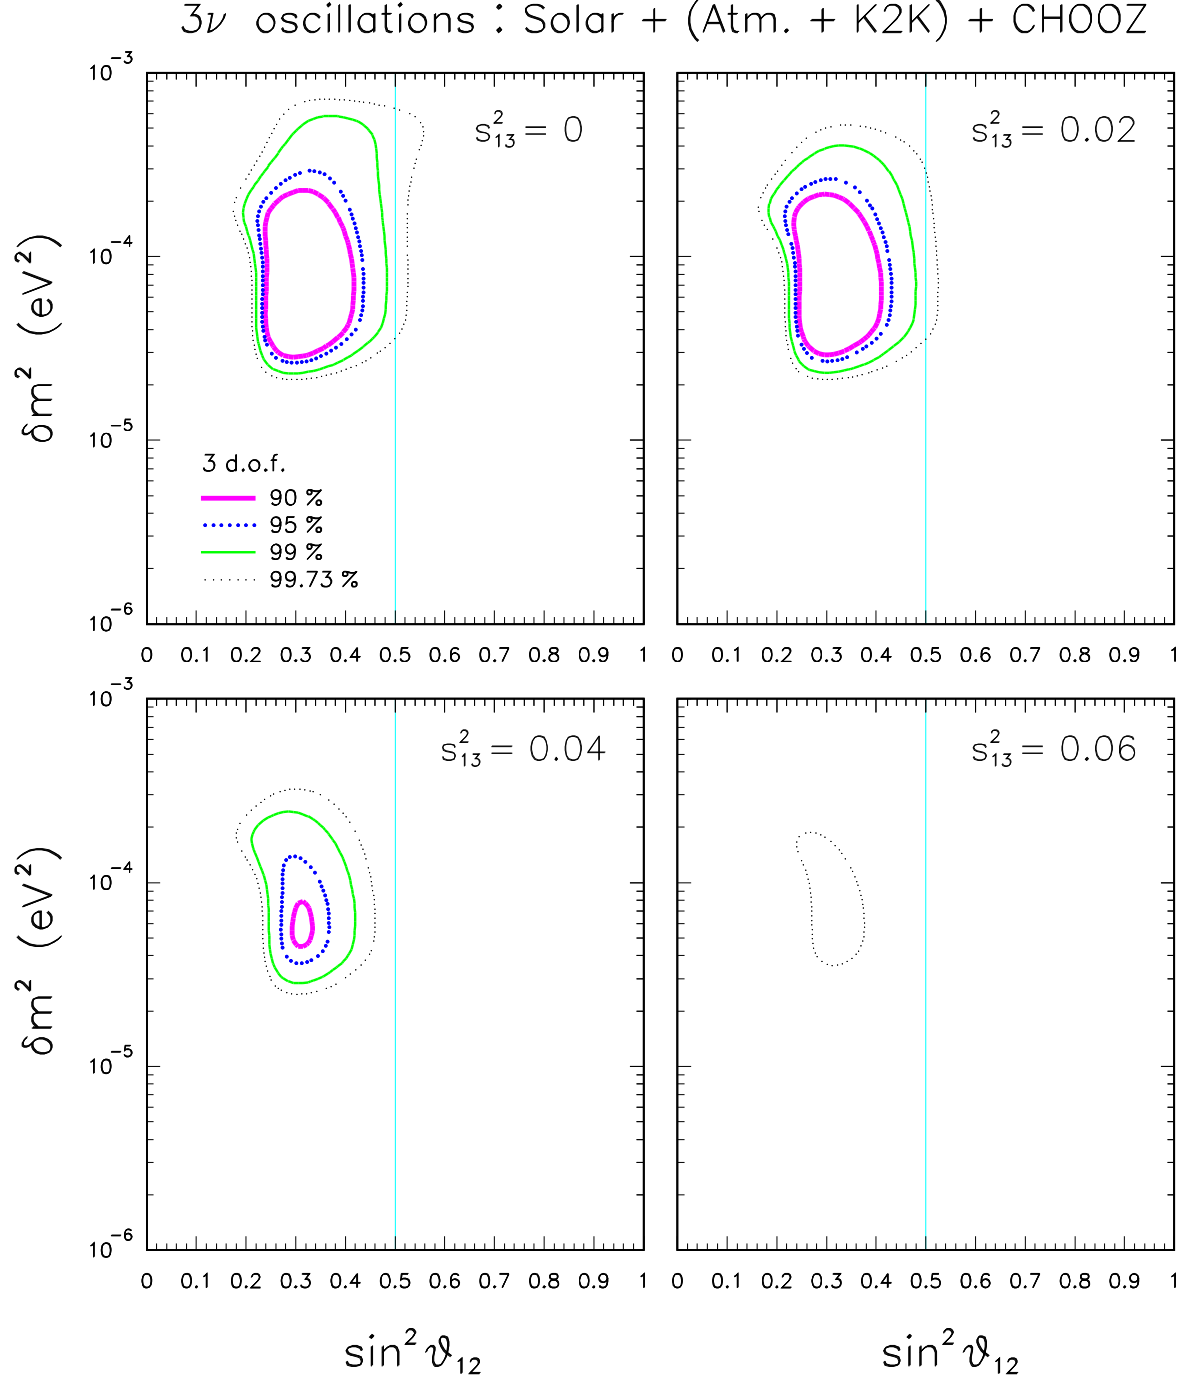 3ν oscillations : Solar + (Atm. + K2K) + CHOOZ
10⁻³
10⁻⁴
10⁻⁵
10⁻⁶
δm² (eV²)
s²₁₃ = 0
3 d.o.f.
90 %
95 %
99 %
99.73 %
0 0.1 0.2 0.3 0.4 0.5 0.6 0.7 0.8 0.9 1
s²₁₃ = 0.02
0 0.1 0.2 0.3 0.4 0.5 0.6 0.7 0.8 0.9 1
10⁻³
10⁻⁴
10⁻⁵
10⁻⁶
δm² (eV²)
s²₁₃ = 0.04
0 0.1 0.2 0.3 0.4 0.5 0.6 0.7 0.8 0.9 1
sin²ϑ₁₂
s²₁₃ = 0.06
0 0.1 0.2 0.3 0.4 0.5 0.6 0.7 0.8 0.9 1
sin²ϑ₁₂